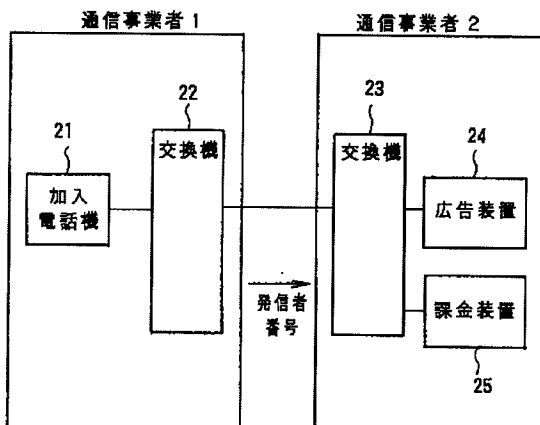 通信事業者1
通信事業者2
22
23
21
24
交換機
交換機
加入
電話機
広告装置
発信者
番号
課金装置
25